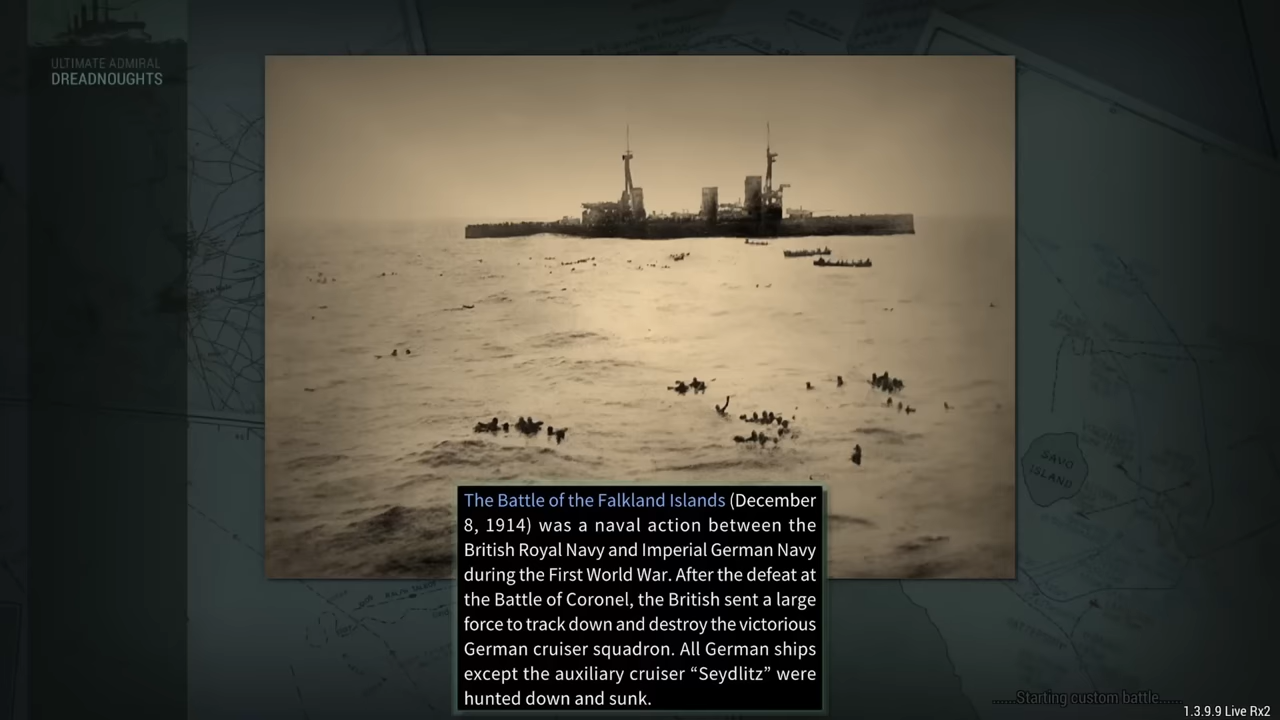 ULTIMATE ADMIRAL
DREADNOUGHTS
The Battle of the Falkland Islands (December
8, 1914) was a naval action between the
British Royal Navy and Imperial German Navy
during the First World War. After the defeat at
the Battle of Coronel, the British sent a large
force to track down and destroy the victorious
German cruiser squadron. All German ships
except the auxiliary cruiser “Seydlitz” were
hunted down and sunk.
SAVO
ISLAND
......Starting custom battle......
1.3.9.9 Live Rx2